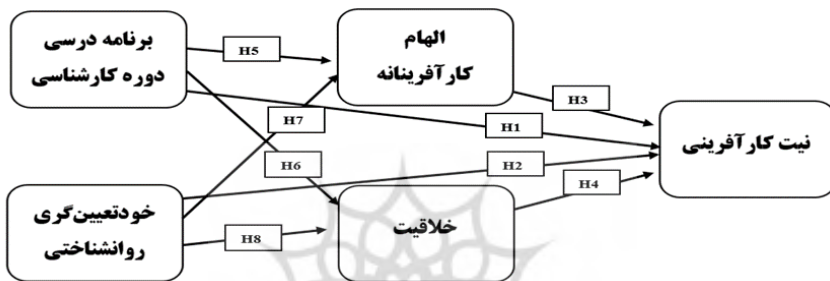 برنامه درسی
دوره کارشناسی
الهام
کارآفرینانه
نیت کارآفرینی
خودتعیین‌گری
روانشناختی
خلاقیت
H5
H3
H7
H1
H6
H2
H4
H8